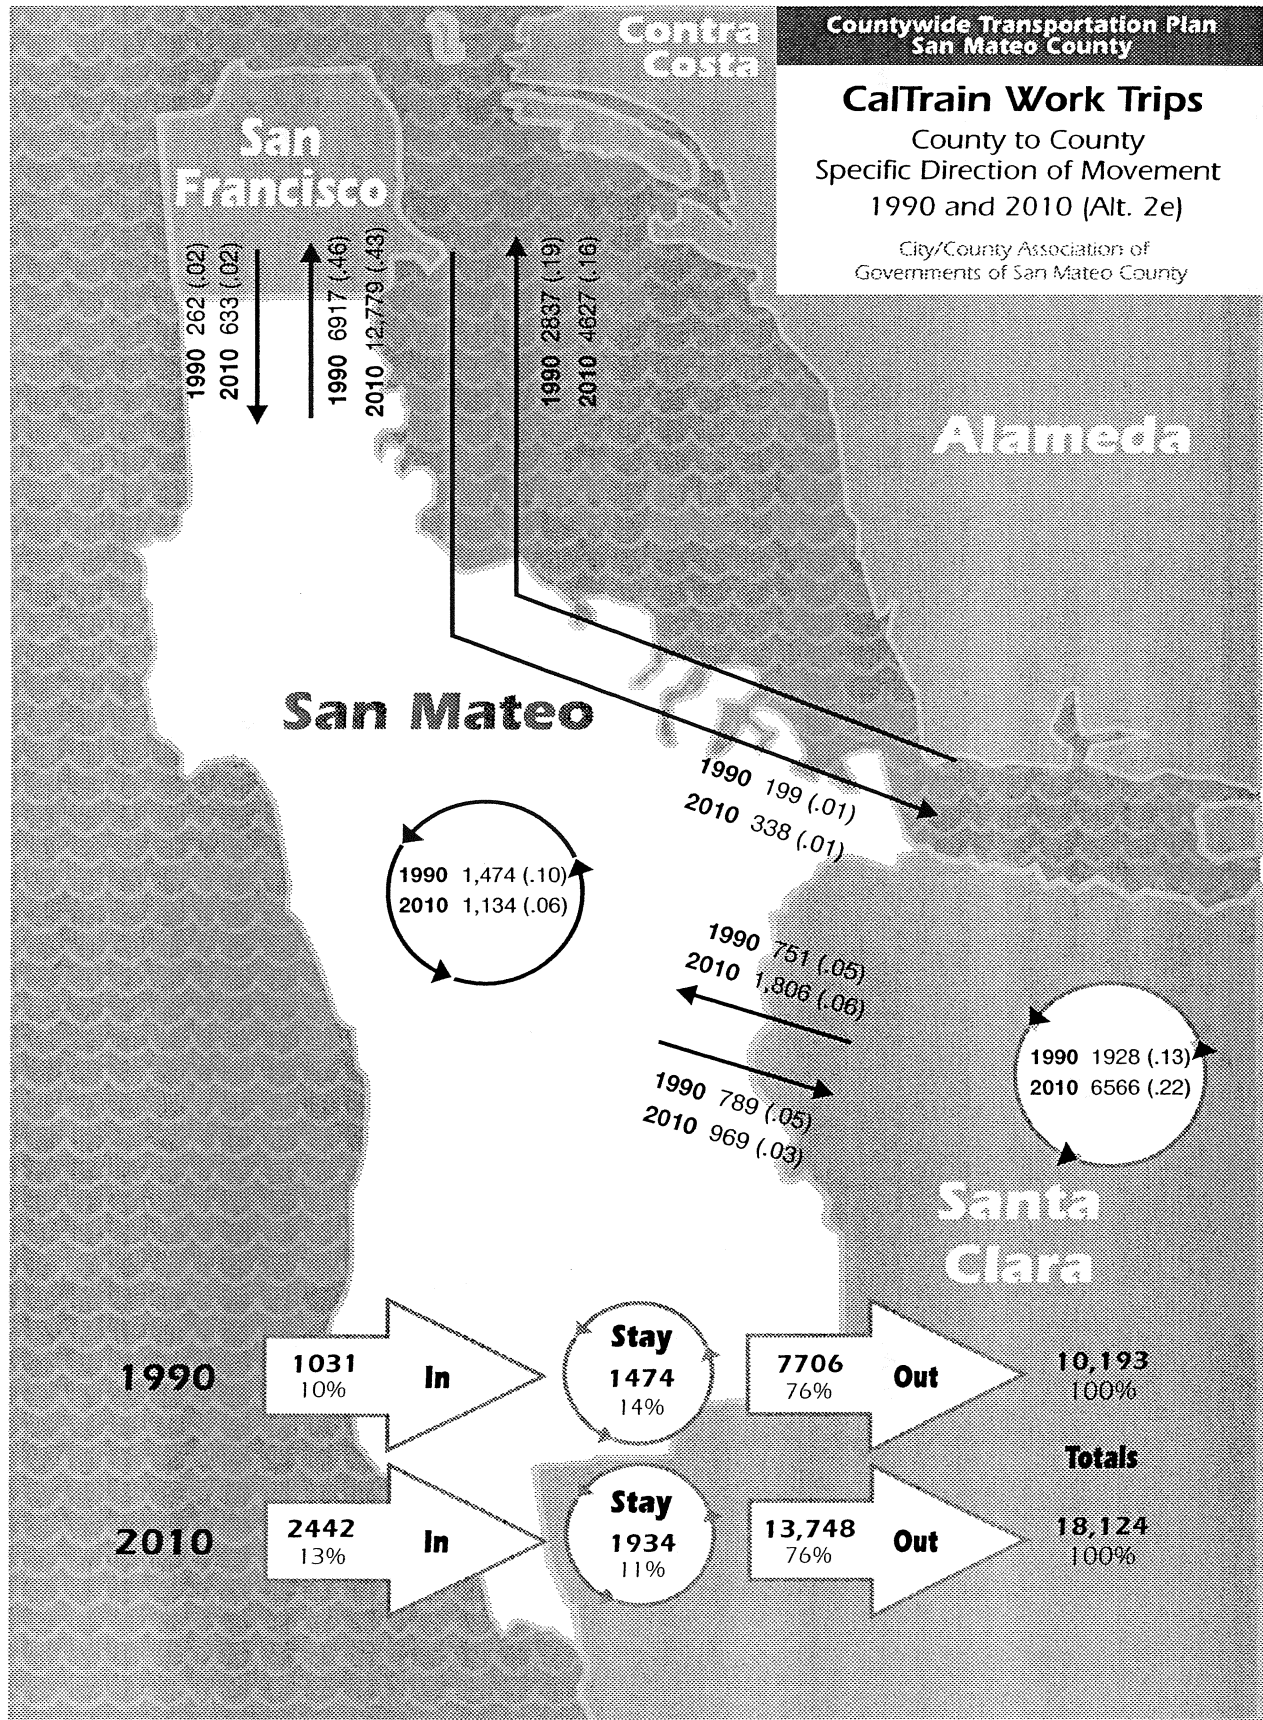 Countywide Transportation Plan
San Mateo County
CalTrain Work Trips
County to County
Specific Direction of Movement
1990 and 2010 (Alt. 2e)
City/County Association of
Governments of San Mateo County
Contra
Costa
San
Francisco
1990 262 (.02)
2010 633 (.02)
1990 6917 (.46)
2010 12,779 (.43)
1990 2837 (.19)
2010 4627 (.16)
Alameda
San Mateo
1990 199 (.01)
2010 338 (.01)
1990 1,474 (.10)
2010 1,134 (.06)
1990 751 (.05)
2010 1,806 (.06)
1990 789 (.05)
2010 969 (.03)
1990 1928 (.13)
2010 6566 (.22)
Santa
Clara
1990 1031 In Stay 1474 7706 Out 10,193
10% 14% 76% 100%
Totals
2010 2442 In Stay 1934 13,748 Out 18,124
13% 11% 76% 100%